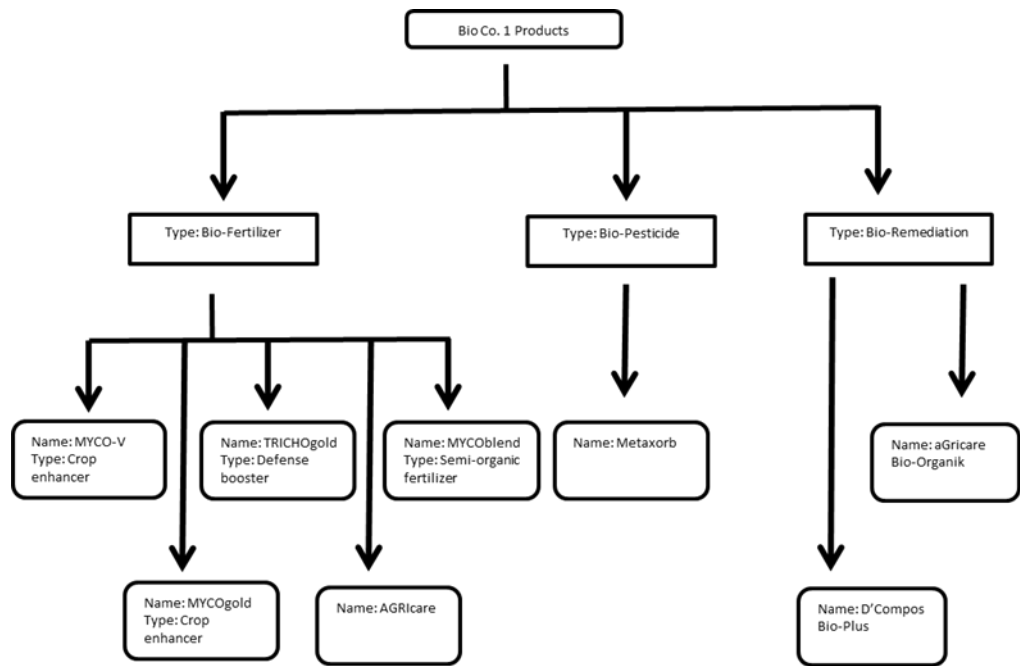 Bio Co. 1 Products
Type: Bio-Fertilizer
Type: Bio-Pesticide
Type: Bio-Remediation
Name: MYCO-V
Type: Crop
enhancer
Name: TRICHOgold
Type: Defense
booster
Name: MYCOblend
Type: Semi-organic
fertilizer
Name: Metaxorb
Name: aGricare
Bio-Organik
Name: MYCOgold
Type: Crop
enhancer
Name: AGRIcare
Name: D'Compos
Bio-Plus